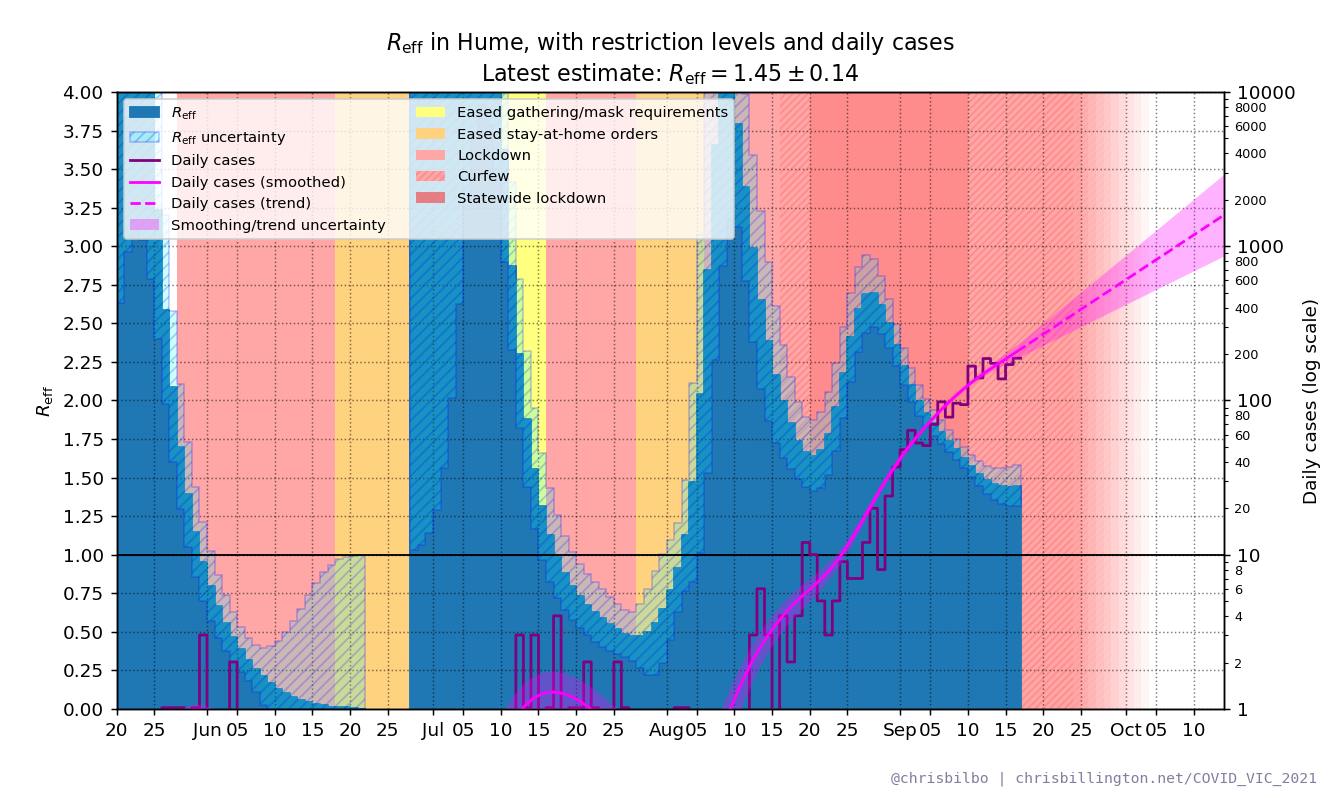 Reff in Hume, with restriction levels and daily cases
Latest estimate: Reff = 1.45 ± 0.14
Reff
Reff uncertainty
Daily cases
Daily cases (smoothed)
Daily cases (trend)
Smoothing/trend uncertainty
Eased gathering/mask requirements
Eased stay-at-home orders
Lockdown
Curfew
Statewide lockdown
Reff
4.00
3.75
3.50
3.25
3.00
2.75
2.50
2.25
2.00
1.75
1.50
1.25
1.00
0.75
0.50
0.25
0.00
10000
8000
6000
4000
2000
1000
800
600
400
200
100
80
60
40
20
10
8
6
4
2
1
Daily cases (log scale)
20 25 Jun 05 10 15 20 25 Jul 05 10 15 20 25 Aug 05 10 15 20 25 Sep 05 10 15 20 25 Oct 05 10
@chrisbilbo | chrisbillington.net/COVID_VIC_2021